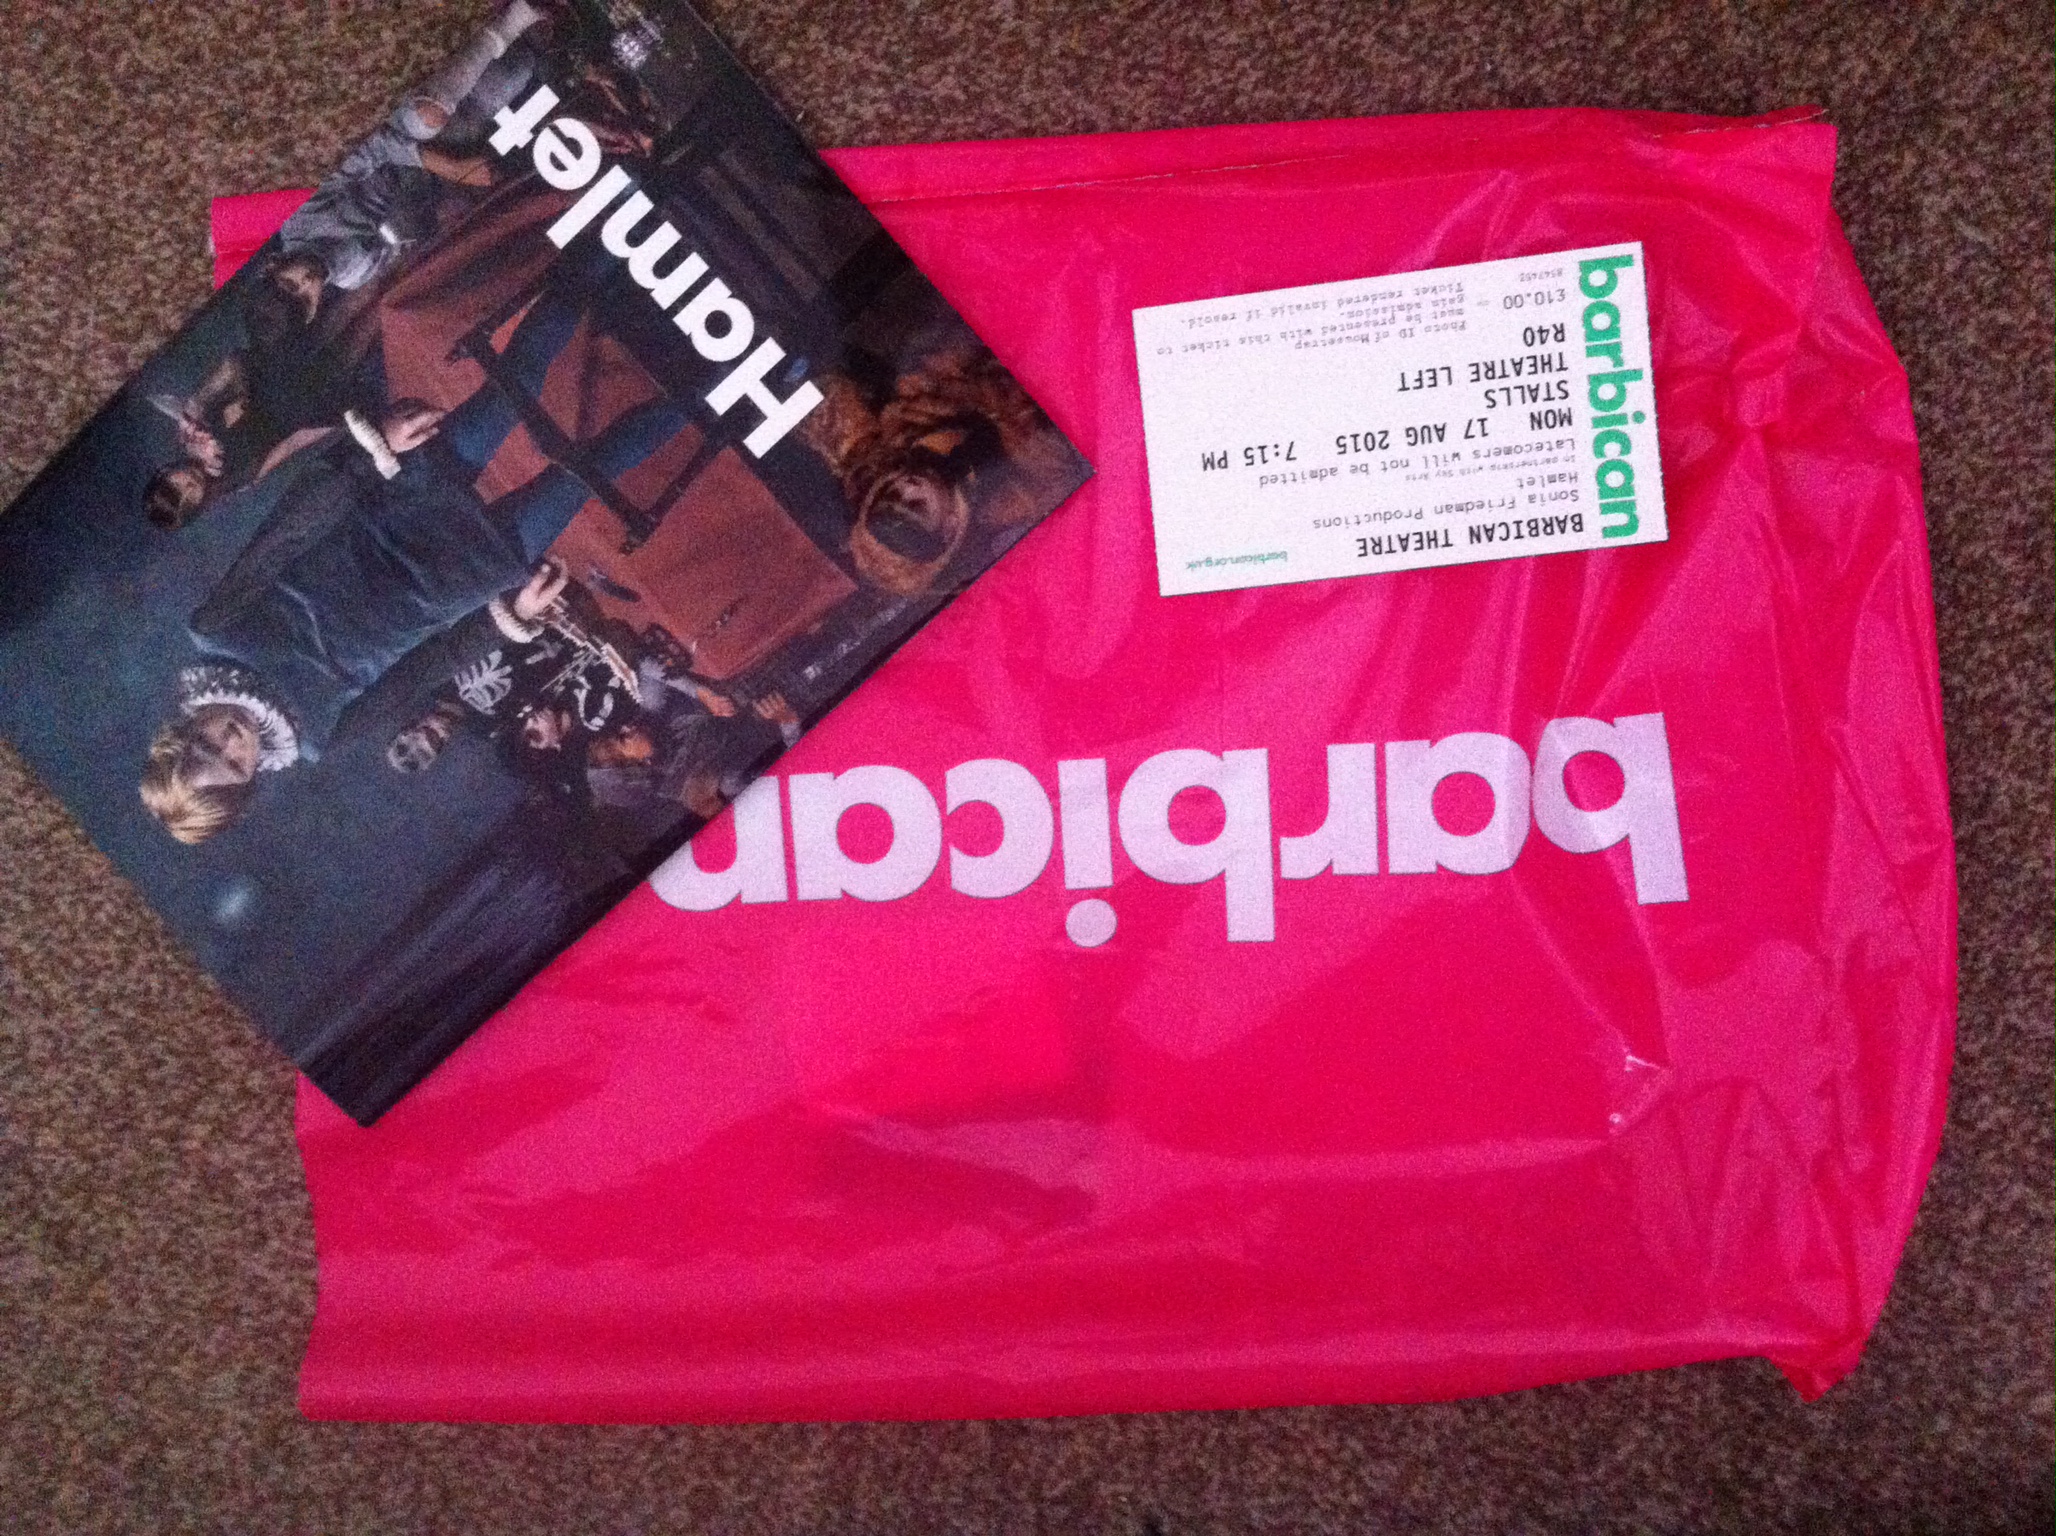 Hamlet
barbican
barbican
barbican.org.uk
BARBICAN THEATRE
Sonia Friedman Productions
Hamlet
in partnership with Sky Arts
Latecomers will not be admitted
MON 17 AUG 2015 7:15 PM
STALLS
THEATRE LEFT
R40
£10.00
Photo ID of Mousetrap
must be presented with this ticket to
gain admission.
Ticket rendered invalid if resold.